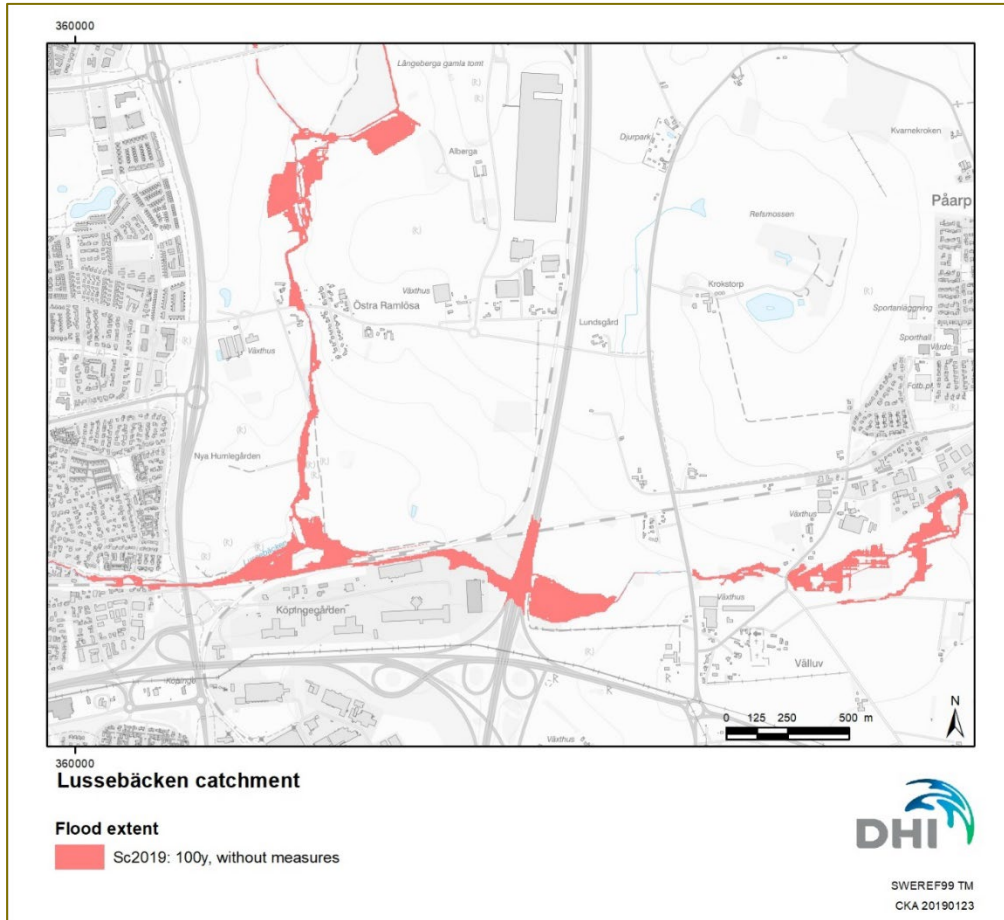 360000
Långeberga gamla tomt
Djurpark
Kvarnekroken
Alberga
Påarp
Refsmossen
Växthus
Östra Ramlösa
Krokstorp
Lundsgård
Sportanläggning
Sporthall
Vårdc.
Fotb.pl
Växthus
Nya Humlegården
Växthus
Köpingegården
Växthus
Välluv
Växthus
N
0 125 250 500 m
360000
Lussebäcken catchment
Flood extent
Sc2019: 100y, without measures
DHI
SWEREF99 TM
CKA 20190123